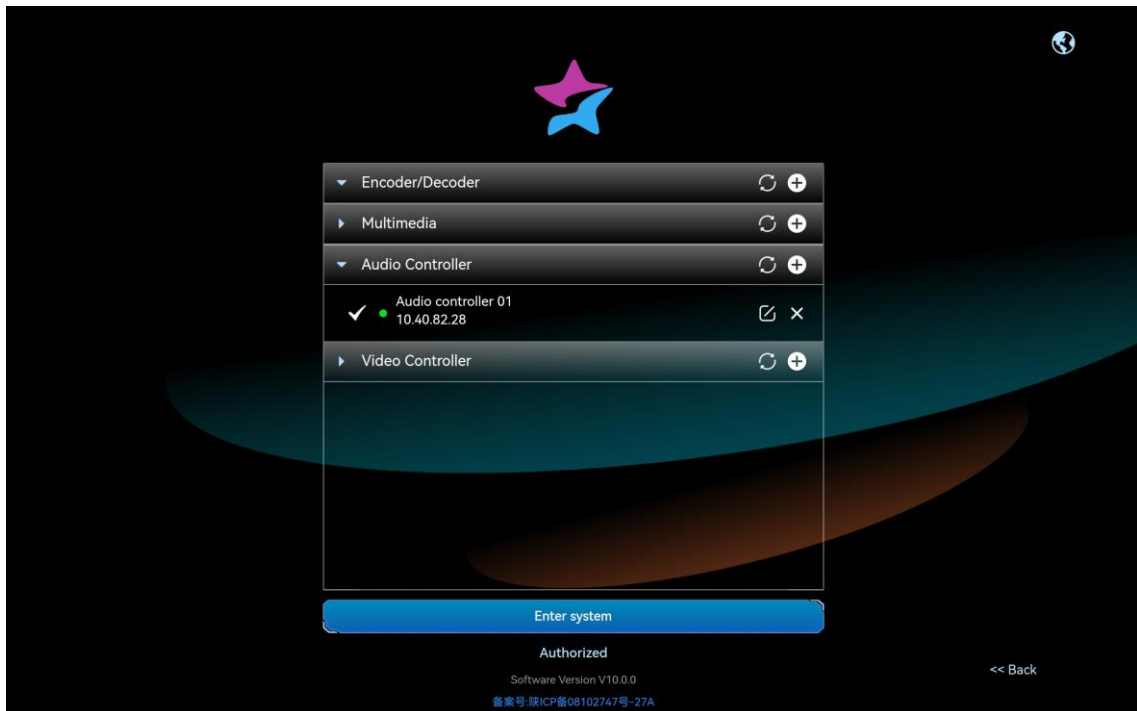 Encoder/Decoder
Multimedia
Audio Controller
Audio controller 01
10.40.82.28
Video Controller
Enter system
Authorized
<< Back
Software Version V10.0.0
备案号:陕ICP备08102747号-27A